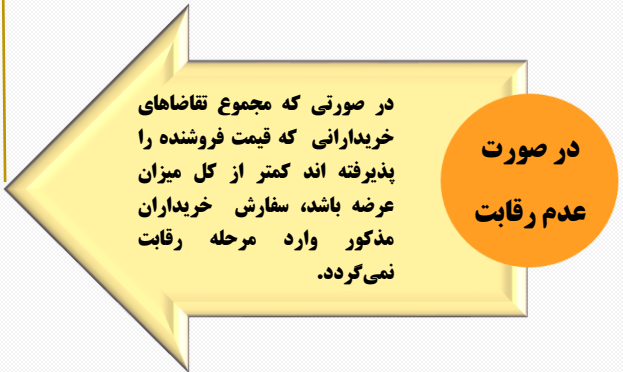 در صورت
عدم رقابت
در صورتی که مجموع تقاضاهای
خریدارانی که قیمت فروشنده را
پذیرفته اند کمتر از کل میزان
عرضه باشد، سفارش خریداران
مذکور وارد مرحله رقابت
نمی‌گردد.